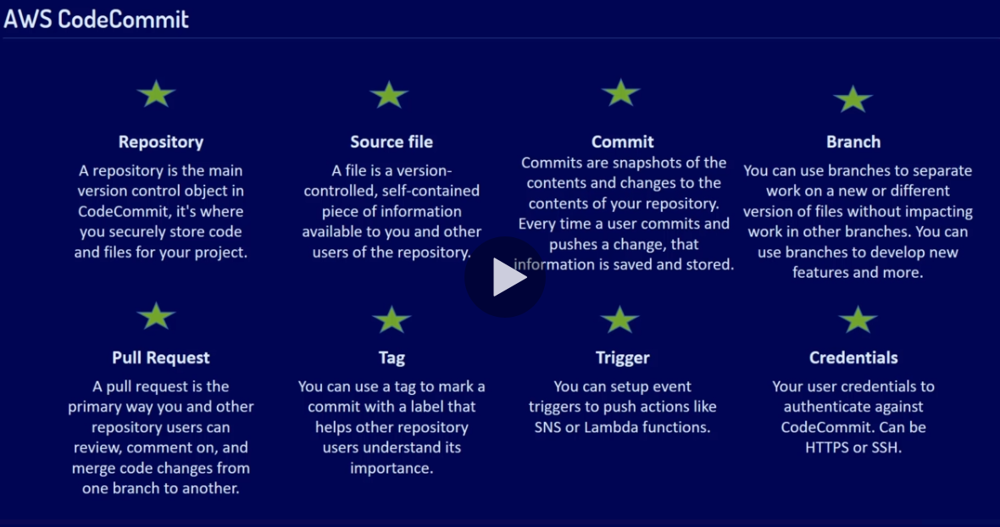 AWS CodeCommit
Repository
A repository is the main
version control object in
CodeCommit, it's where
you securely store code
and files for your project.
Source file
A file is a version-
controlled, self-contained
piece of information
available to you and other
users of the repository.
Commit
Commits are snapshots of the
contents and changes to the
contents of your repository.
Every time a user commits and
pushes a change, that
information is saved and stored.
Branch
You can use branches to separate
work on a new or different
version of files without impacting
work in other branches. You can
use branches to develop new
features and more.
Pull Request
A pull request is the
primary way you and other
repository users can
review, comment on, and
merge code changes from
one branch to another.
Tag
You can use a tag to mark a
commit with a label that
helps other repository
users understand its
importance.
Trigger
You can setup event
triggers to push actions like
SNS or Lambda functions.
Credentials
Your user credentials to
authenticate against
CodeCommit. Can be
HTTPS or SSH.